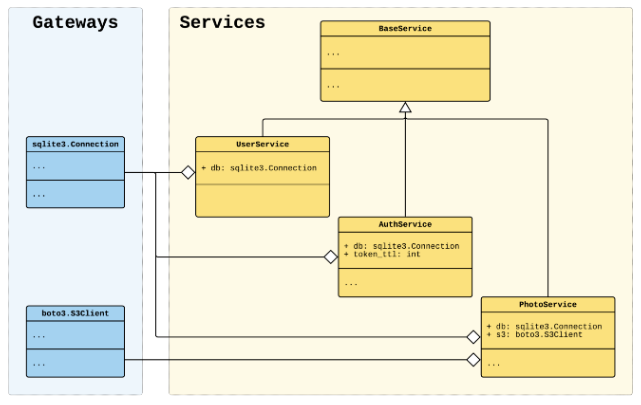 Gateways
Services
BaseService
...
...
sqlite3.Connection
...
...
UserService
+ db: sqlite3.Connection
AuthService
+ db: sqlite3.Connection
+ token_ttl: int
...
boto3.S3Client
...
...
PhotoService
+ db: sqlite3.Connection
+ s3: boto3.S3Client
...